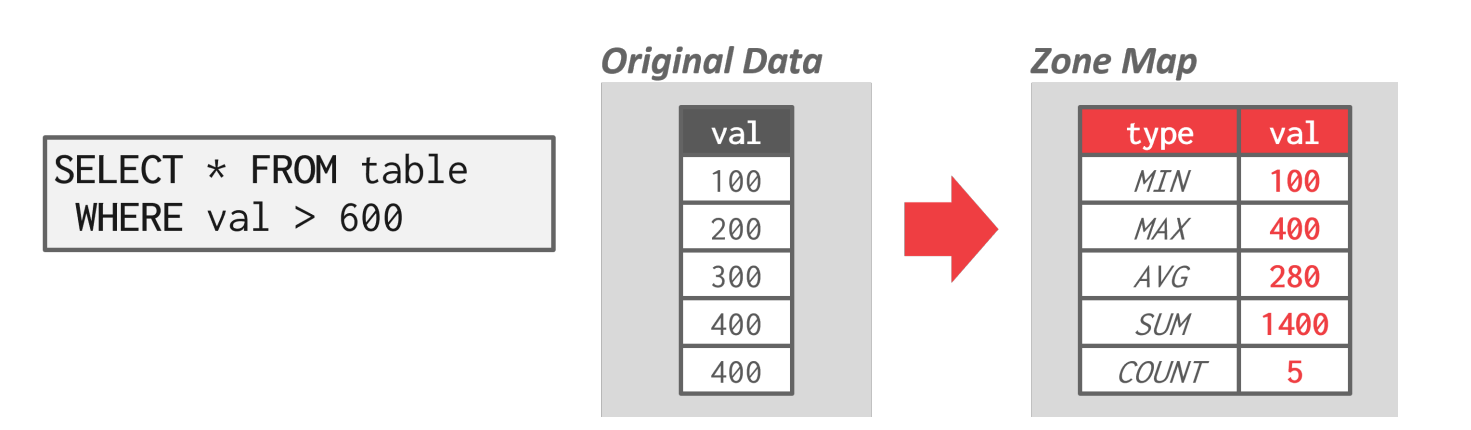 SELECT * FROM table
WHERE val > 600
Original Data
val
100
200
300
400
400
Zone Map
type val
MIN 100
MAX 400
AVG 280
SUM 1400
COUNT 5